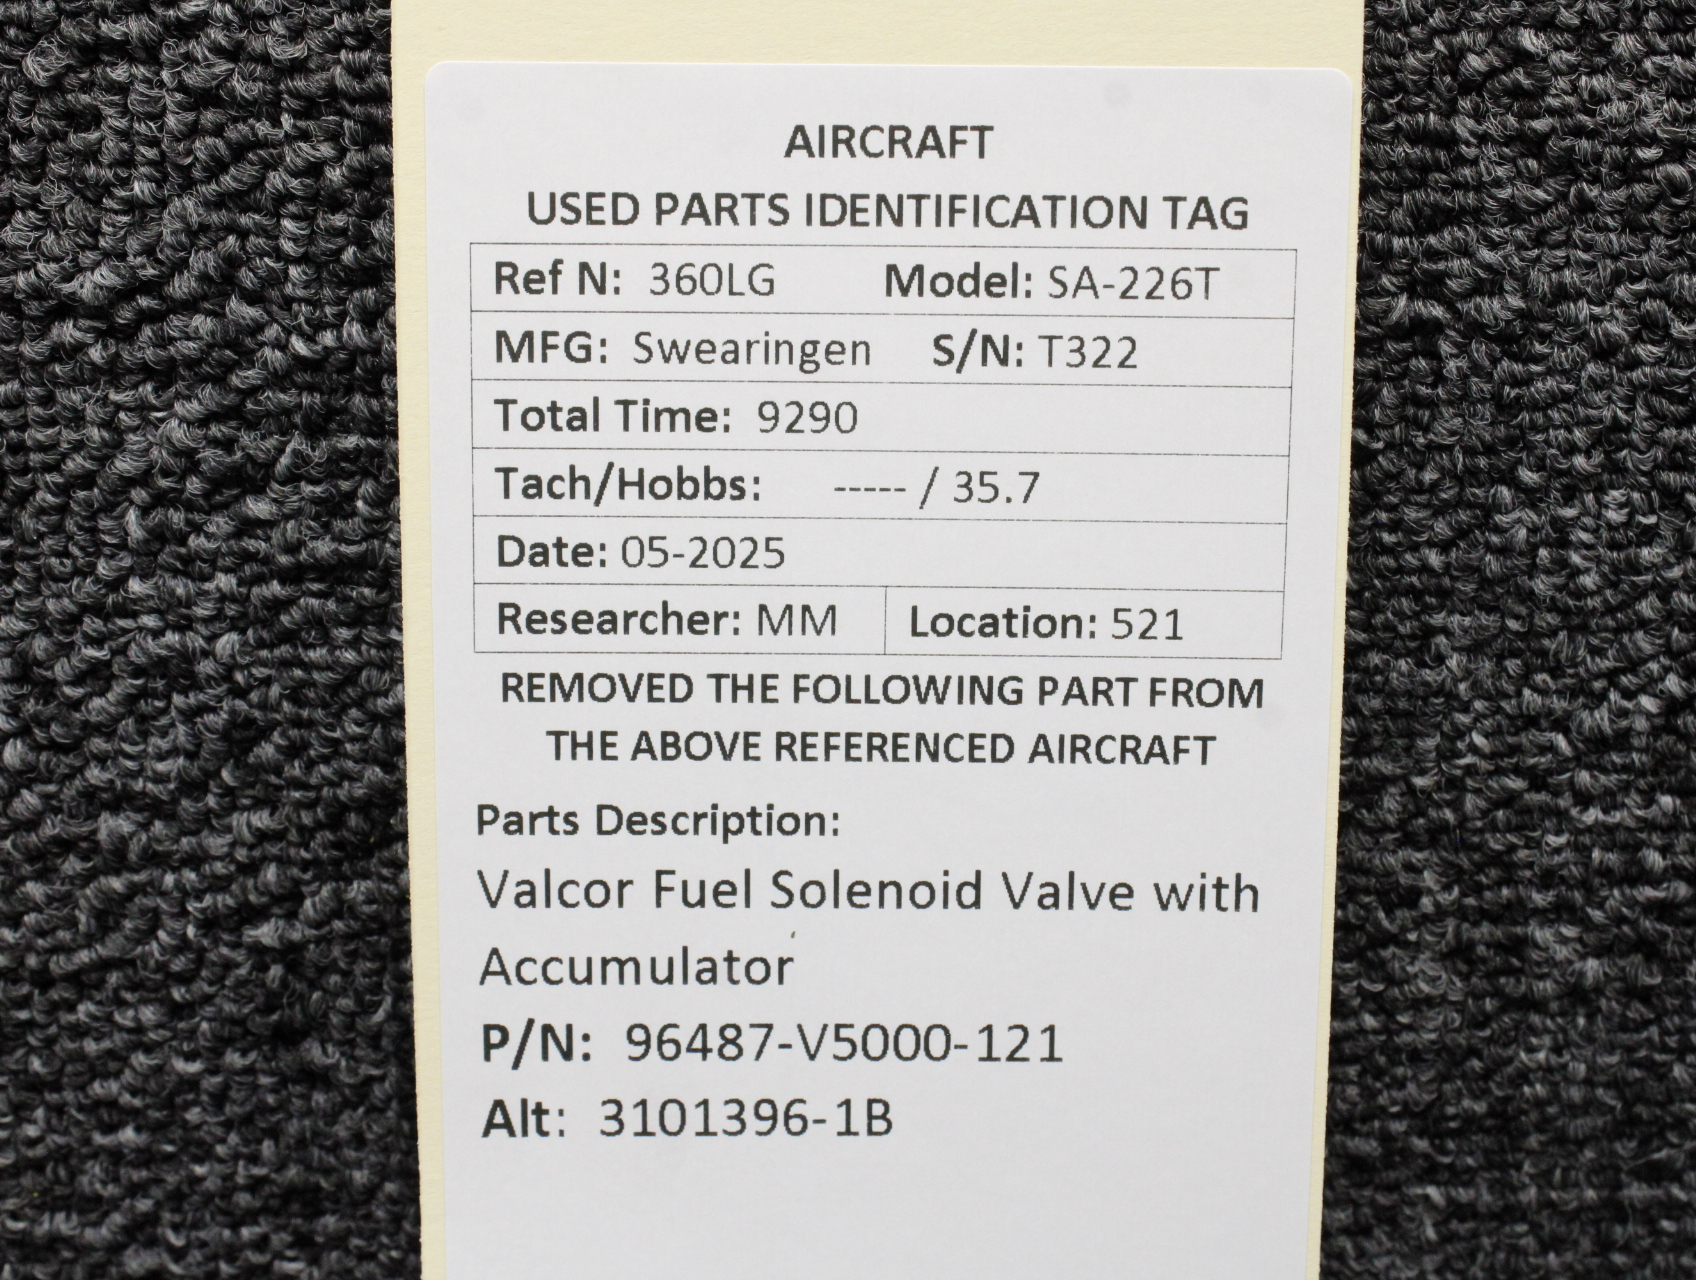 AIRCRAFT
USED PARTS IDENTIFICATION TAG
Ref N: 360LG Model: SA-226T
MFG: Swearingen S/N: T322
Total Time: 9290
Tach/Hobbs: ----- / 35.7
Date: 05-2025
Researcher: MM Location: 521
REMOVED THE FOLLOWING PART FROM
THE ABOVE REFERENCED AIRCRAFT
Parts Description:
Valcor Fuel Solenoid Valve with
Accumulator
P/N: 96487-V5000-121
Alt: 3101396-1B